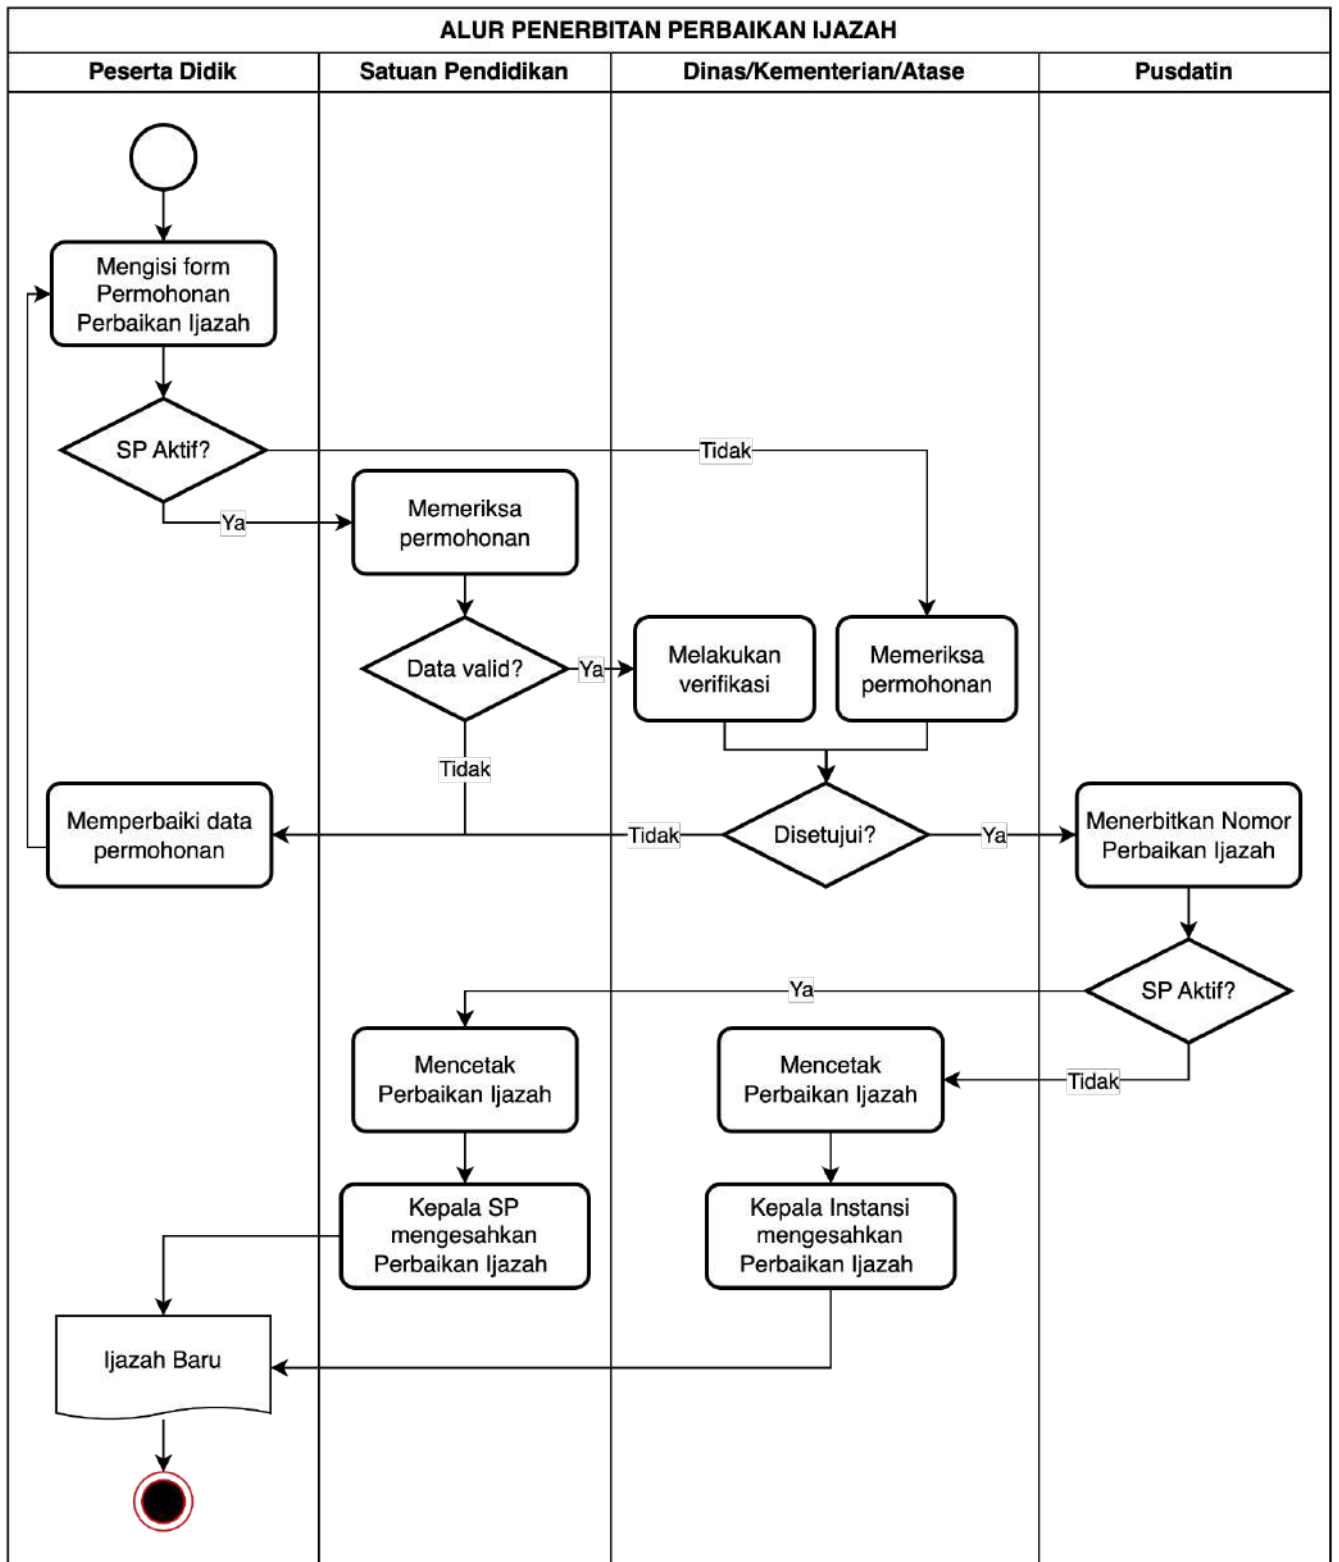 ALUR PENERBITAN PERBAIKAN IJAZAH
Peserta Didik
Satuan Pendidikan
Dinas/Kementerian/Atase
Pusdatin
Mengisi form
Permohonan
Perbaikan Ijazah
SP Aktif?
Tidak
Ya
Memeriksa
permohonan
Data valid?
Ya
Melakukan
verifikasi
Memeriksa
permohonan
Tidak
Memperbaiki data
permohonan
Tidak
Disetujui?
Ya
Menerbitkan Nomor
Perbaikan Ijazah
SP Aktif?
Ya
Mencetak
Perbaikan Ijazah
Mencetak
Perbaikan Ijazah
Tidak
Kepala SP
mengesahkan
Perbaikan Ijazah
Kepala Instansi
mengesahkan
Perbaikan Ijazah
Ijazah Baru